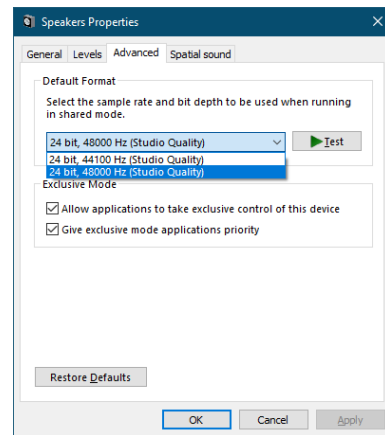 Speakers Properties
General Levels Advanced Spatial sound
Default Format
Select the sample rate and bit depth to be used when running
in shared mode.
24 bit, 48000 Hz (Studio Quality)
Test
24 bit, 44100 Hz (Studio Quality)
24 bit, 48000 Hz (Studio Quality)
Exclusive Mode
Allow applications to take exclusive control of this device
Give exclusive mode applications priority
Restore Defaults
OK Cancel Apply